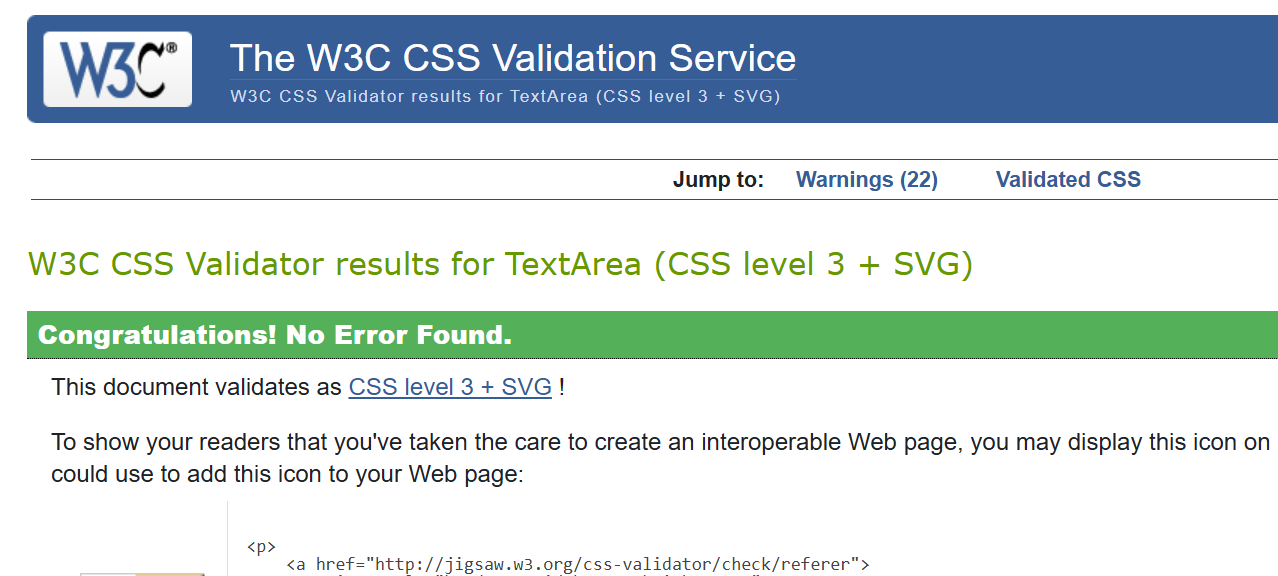 W3C®
The W3C CSS Validation Service
W3C CSS Validator results for TextArea (CSS level 3 + SVG)
Jump to: Warnings (22) Validated CSS
W3C CSS Validator results for TextArea (CSS level 3 + SVG)
Congratulations! No Error Found.
This document validates as CSS level 3 + SVG !
To show your readers that you've taken the care to create an interoperable Web page, you may display this icon on
could use to add this icon to your Web page:
<p>
<a href="http://jigsaw.w3.org/css-validator/check/referer">